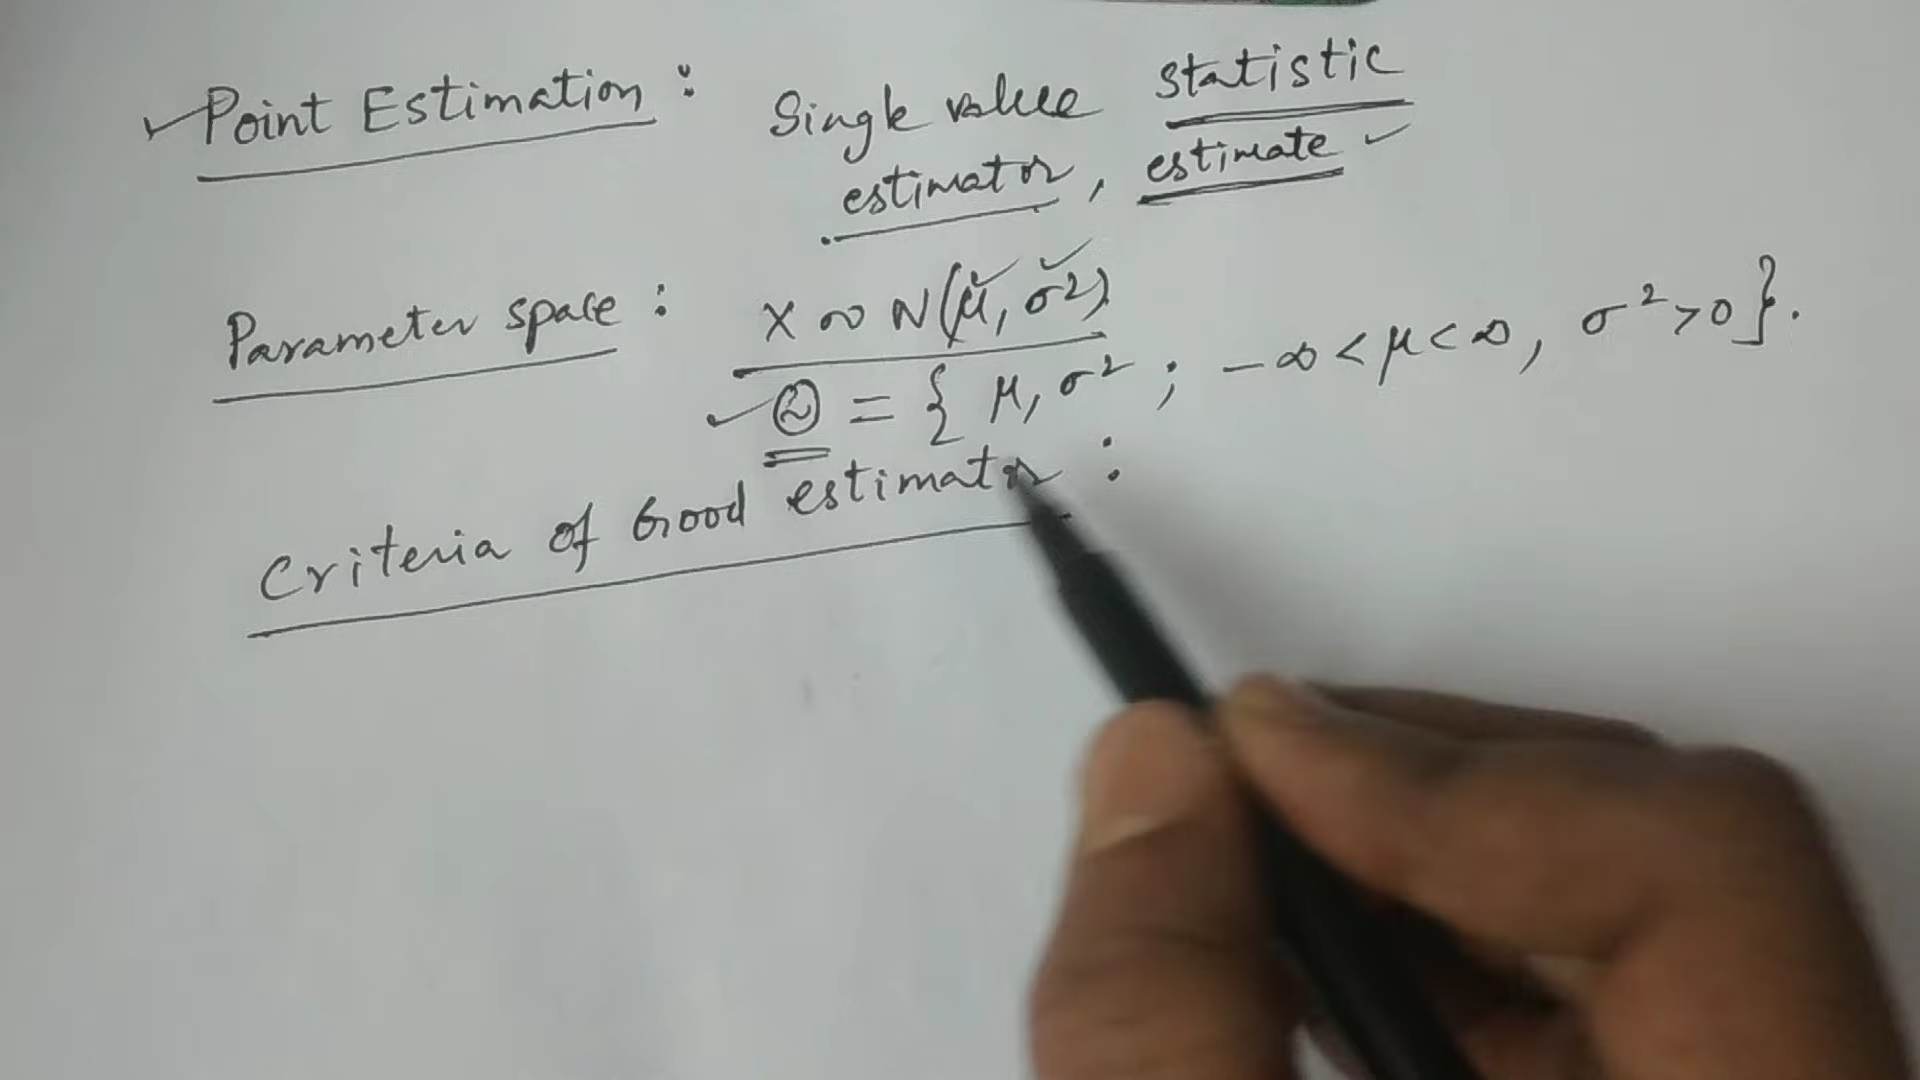 Point Estimation : Single value statistic
estimator, estimate
Parameter space : X ~ N(μ, σ²)
Θ = { μ, σ² ; -∞ < μ < ∞, σ² > 0 }.
Criteria of Good estimator :